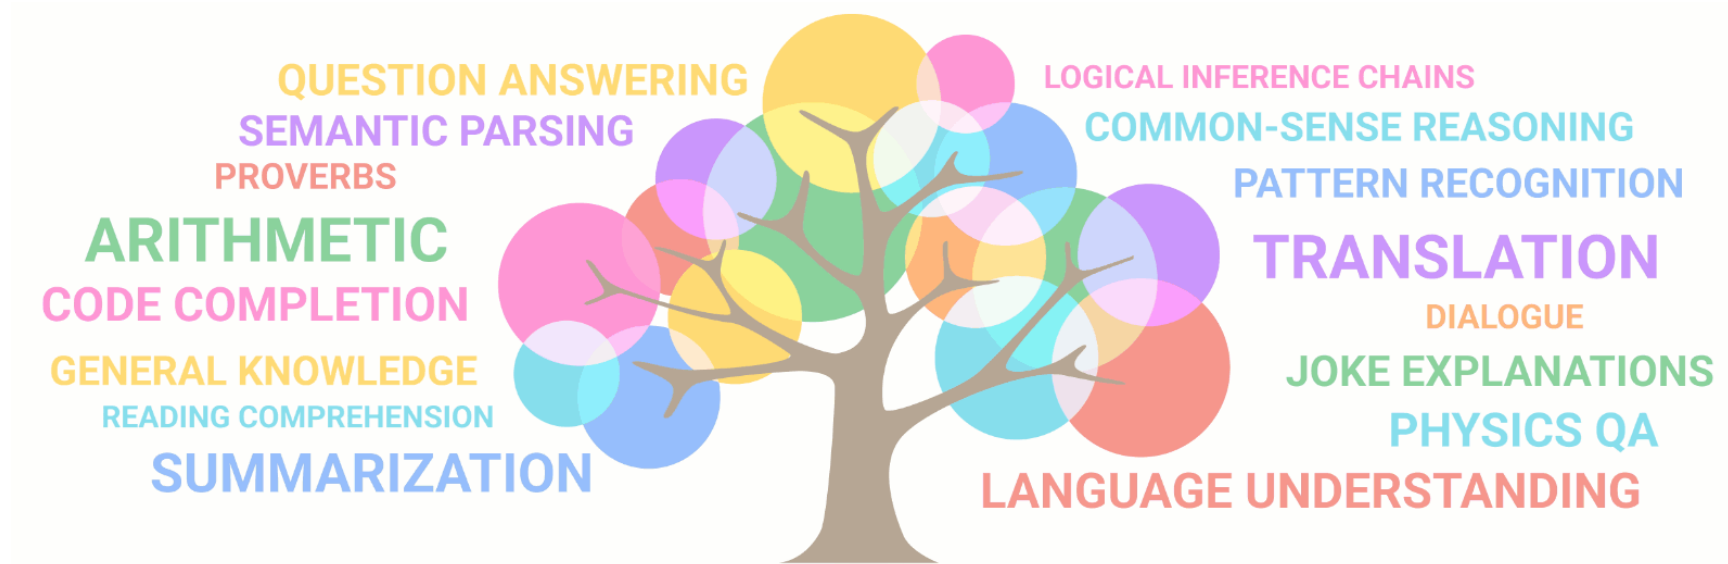 QUESTION ANSWERING
SEMANTIC PARSING
PROVERBS
ARITHMETIC
CODE COMPLETION
GENERAL KNOWLEDGE
READING COMPREHENSION
SUMMARIZATION
LOGICAL INFERENCE CHAINS
COMMON-SENSE REASONING
PATTERN RECOGNITION
TRANSLATION
DIALOGUE
JOKE EXPLANATIONS
PHYSICS QA
LANGUAGE UNDERSTANDING